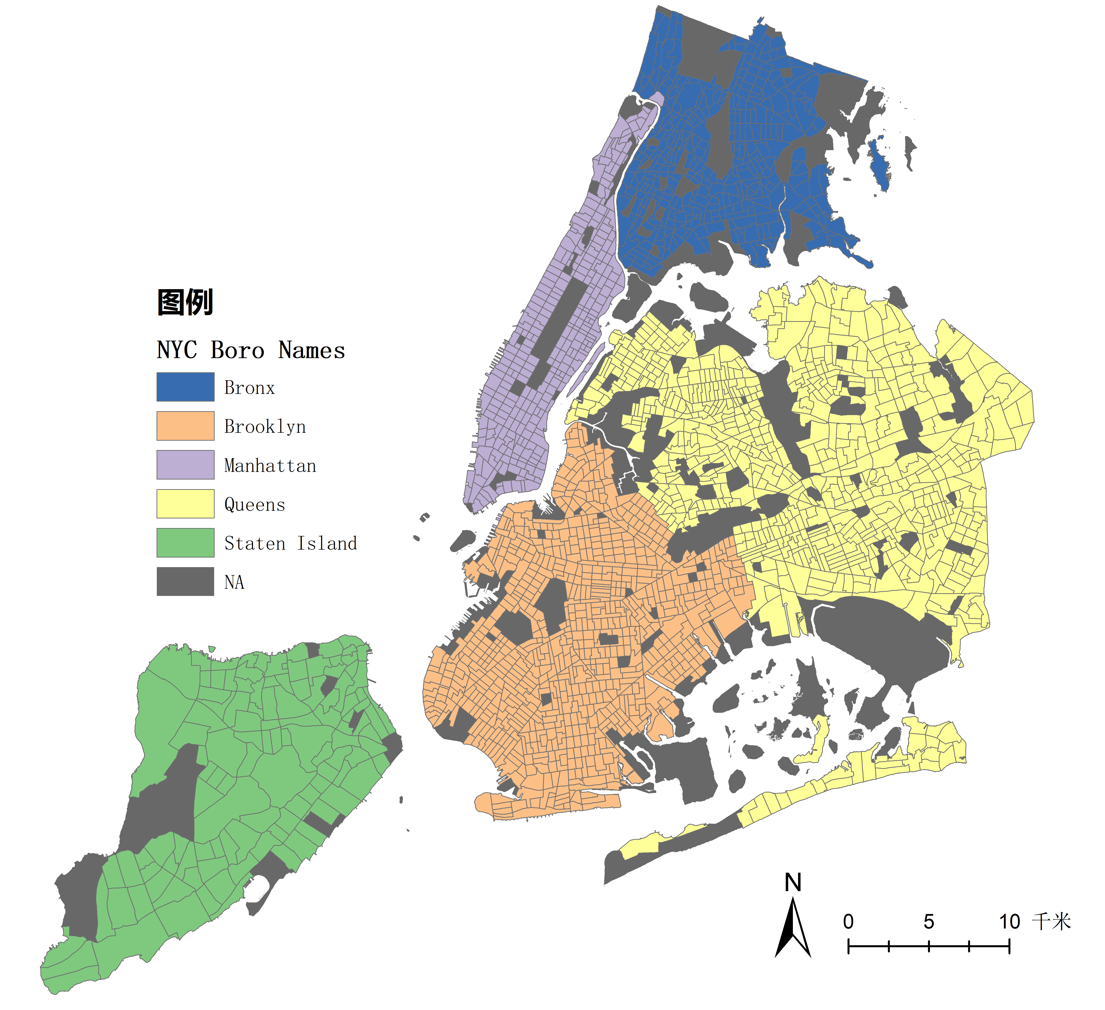 图例
NYC Boro Names
Bronx
Brooklyn
Manhattan
Queens
Staten Island
NA
N
0 5 10 千米